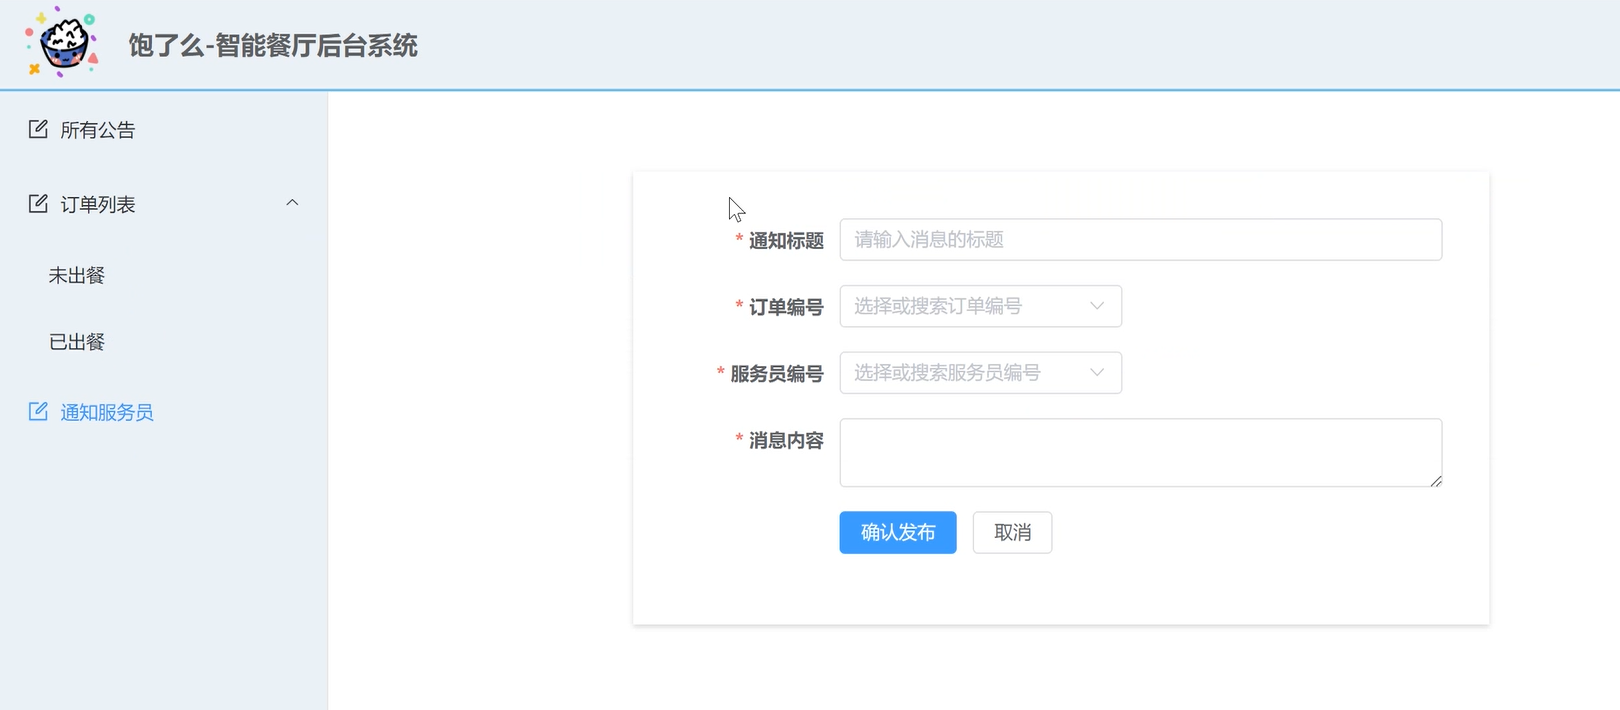 饱了么-智能餐厅后台系统
所有公告
订单列表
未出餐
已出餐
通知服务员
* 通知标题 请输入消息的标题
* 订单编号 选择或搜索订单编号
* 服务员编号 选择或搜索服务员编号
* 消息内容
确认发布 取消